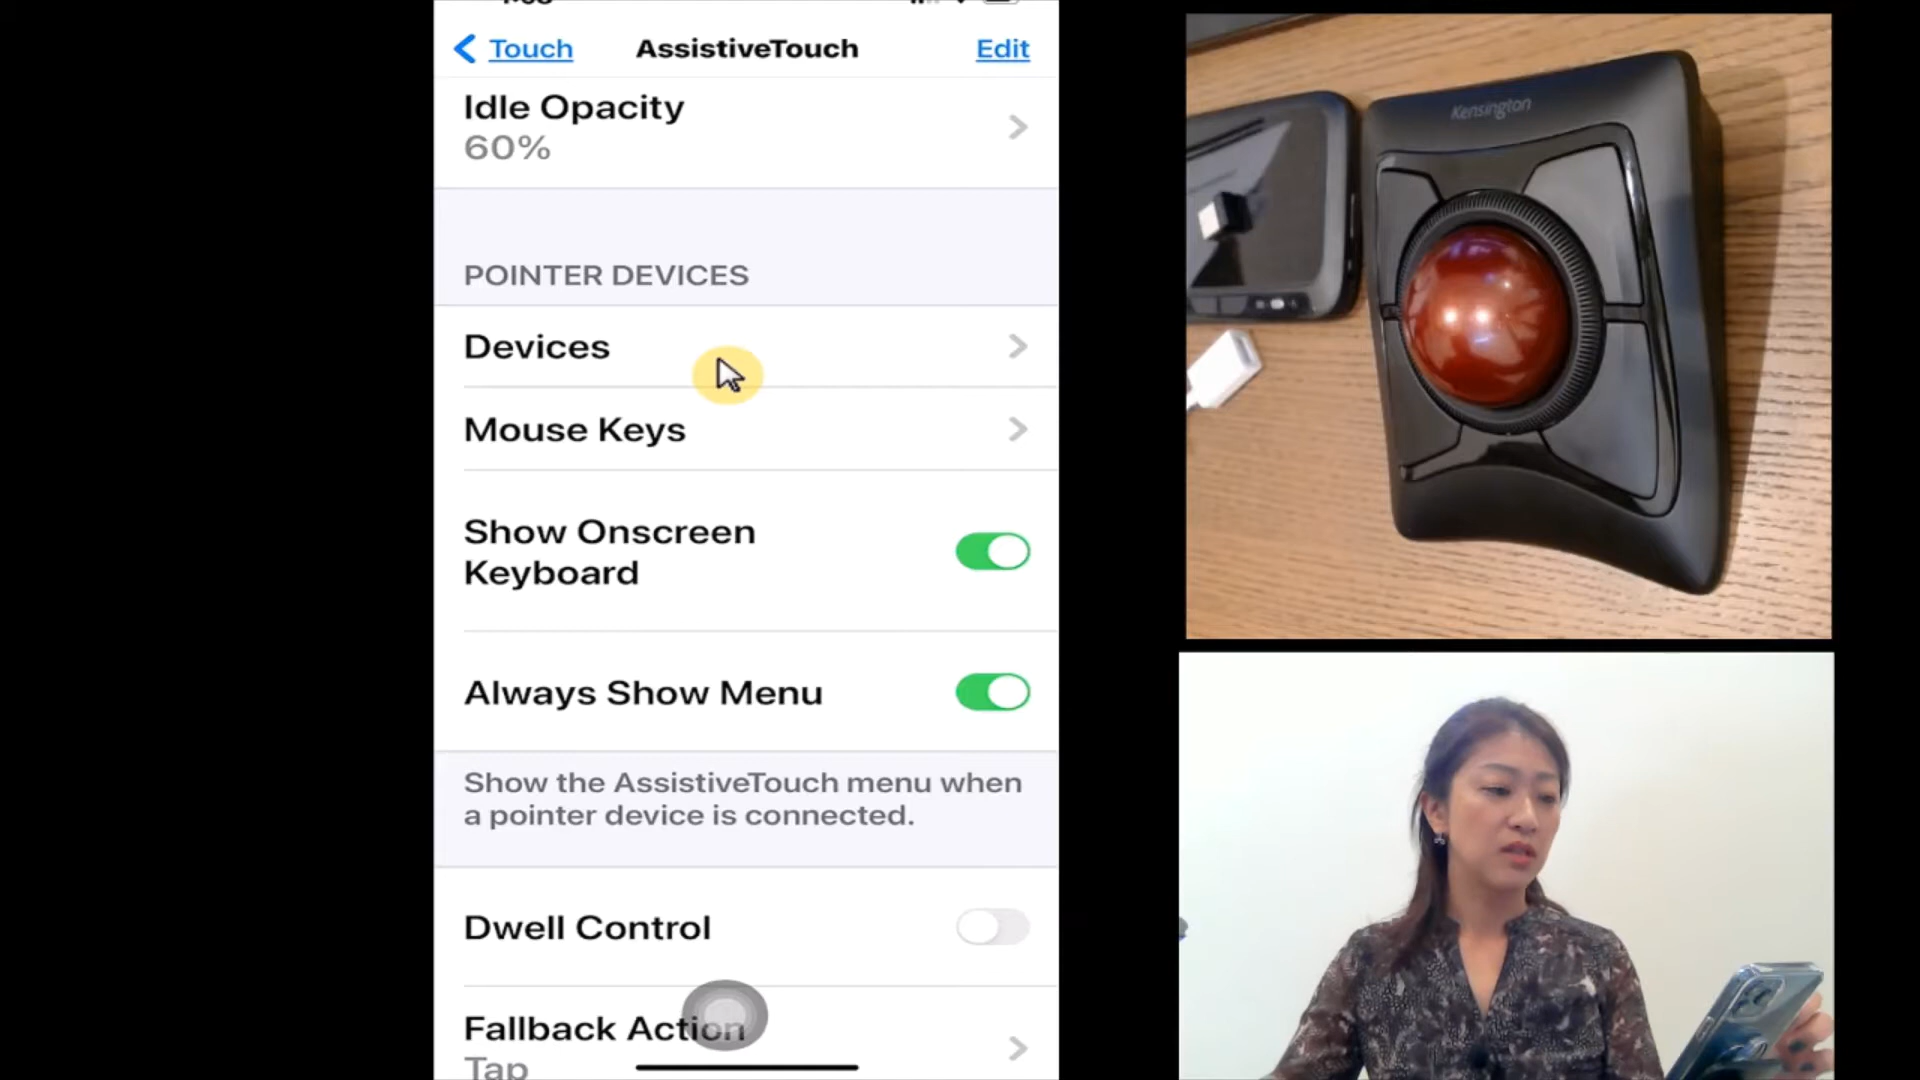 Touch
AssistiveTouch
Edit
Idle Opacity
60%
POINTER DEVICES
Devices
Mouse Keys
Show Onscreen
Keyboard
Always Show Menu
Show the AssistiveTouch menu when
a pointer device is connected.
Dwell Control
Fallback Action
Tap
Kensington